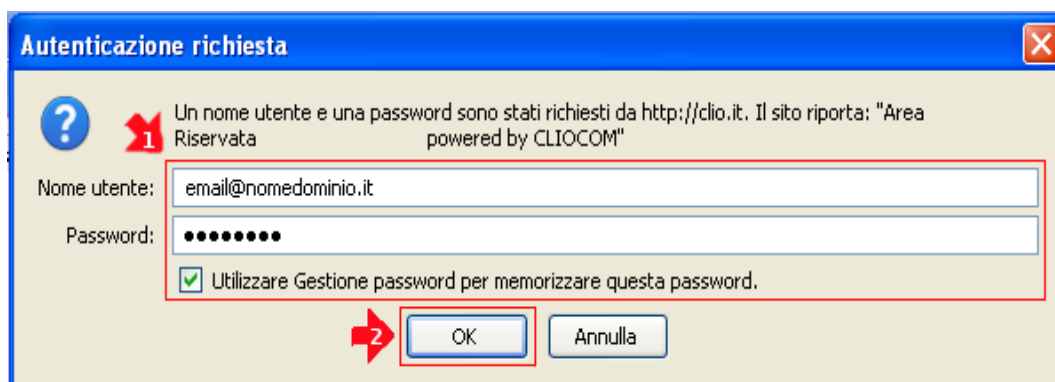 Autenticazione richiesta
Un nome utente e una password sono stati richiesti da http://clio.it. Il sito riporta: "Area
1
Riservata powered by CLIOCOM"
Nome utente: email@nomedominio.it
Password: ●●●●●●●●
Utilizzare Gestione password per memorizzare questa password.
2 OK Annulla